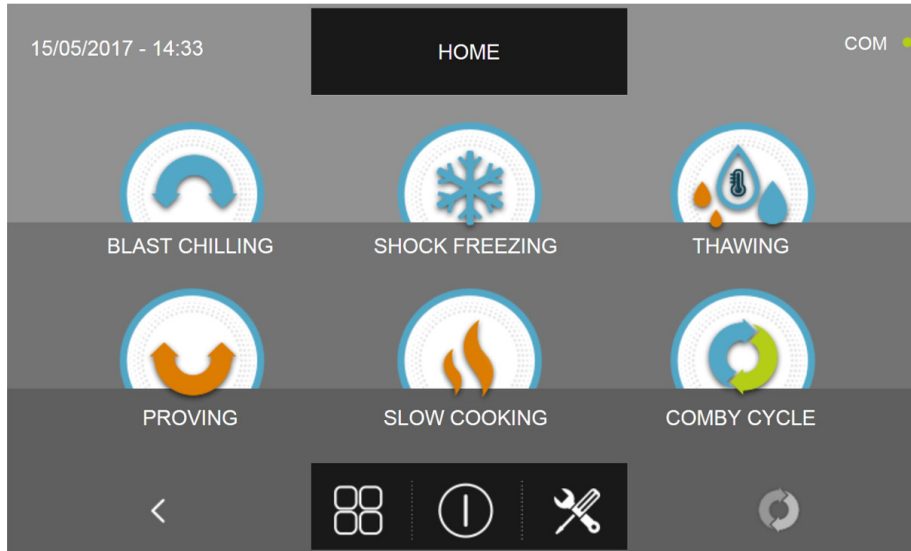 15/05/2017 - 14:33
HOME
COM
BLAST CHILLING
SHOCK FREEZING
THAWING
PROVING
SLOW COOKING
COMBY CYCLE